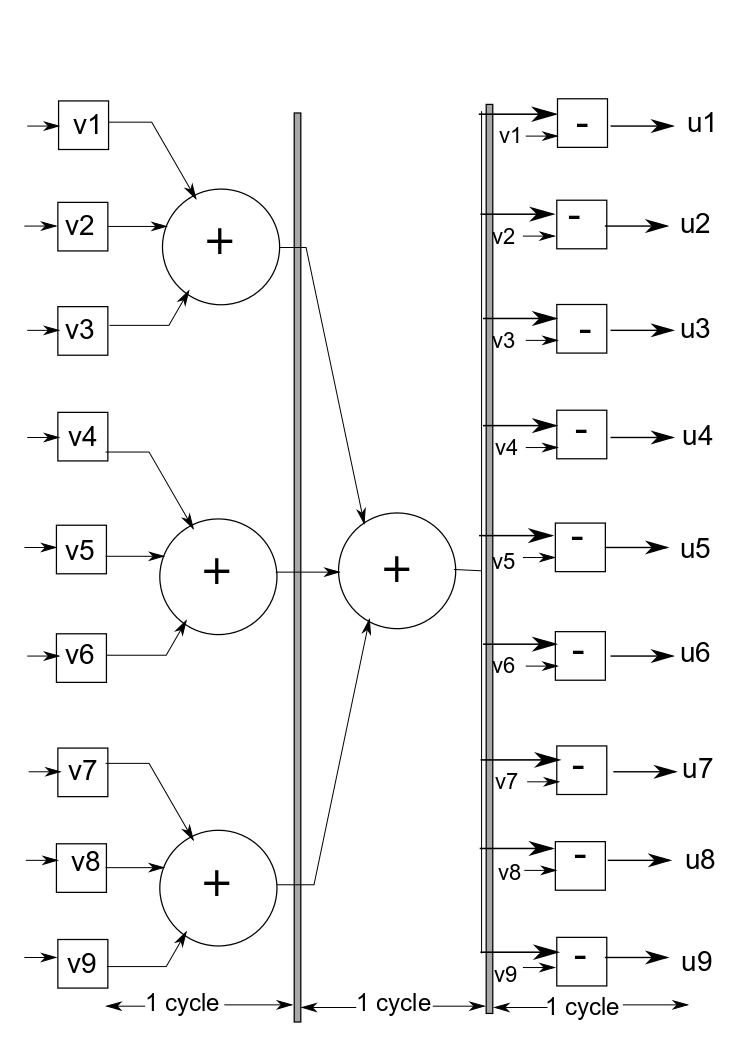 v1
+
v2
v3
v4
+
v5
v6
v7
+
v8
v9
+
v1
-
u1
v2
-
u2
v3
-
u3
v4
-
u4
v5
-
u5
v6
-
u6
v7
-
u7
v8
-
u8
v9
-
u9
1 cycle
1 cycle
1 cycle